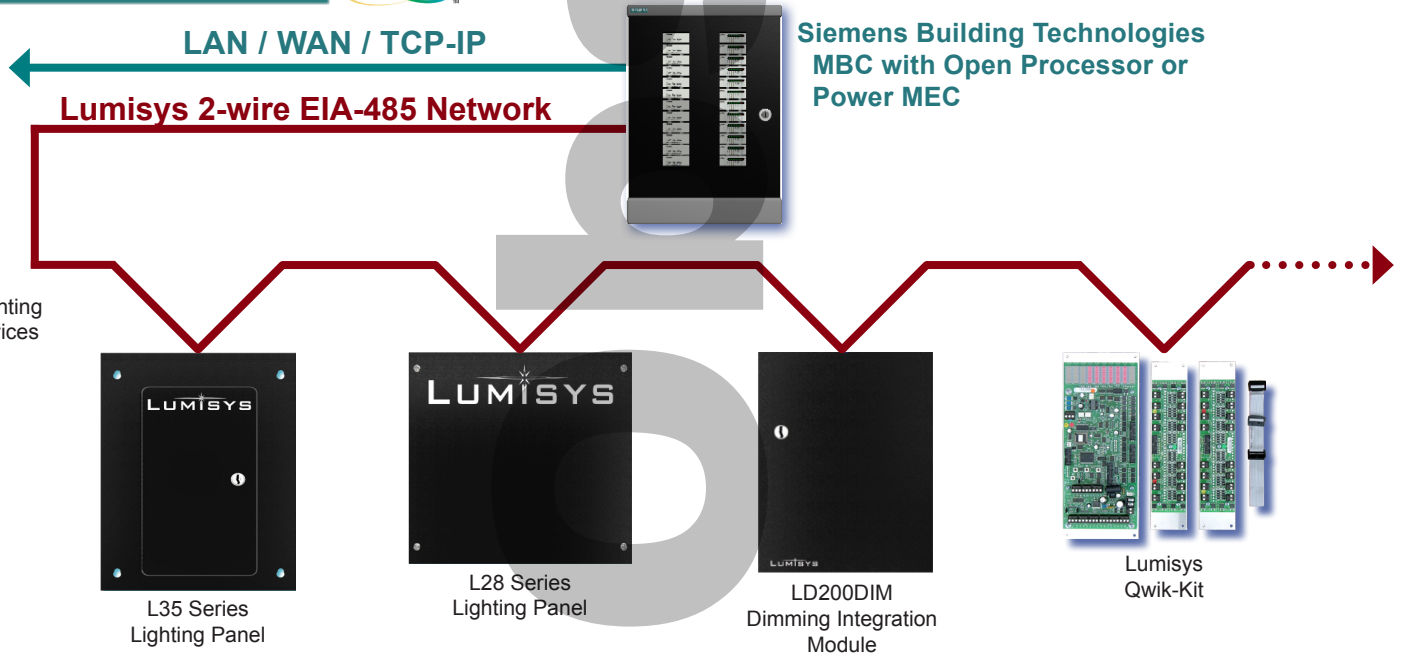 LAN / WAN / TCP-IP
Siemens Building Technologies
MBC with Open Processor or
Power MEC
Lumisys 2-wire EIA-485 Network
LUMISYS
LUMISYS
LUMISYS
L35 Series
Lighting Panel
L28 Series
Lighting Panel
LD200DIM
Dimming Integration
Module
Lumisys
Qwik-Kit